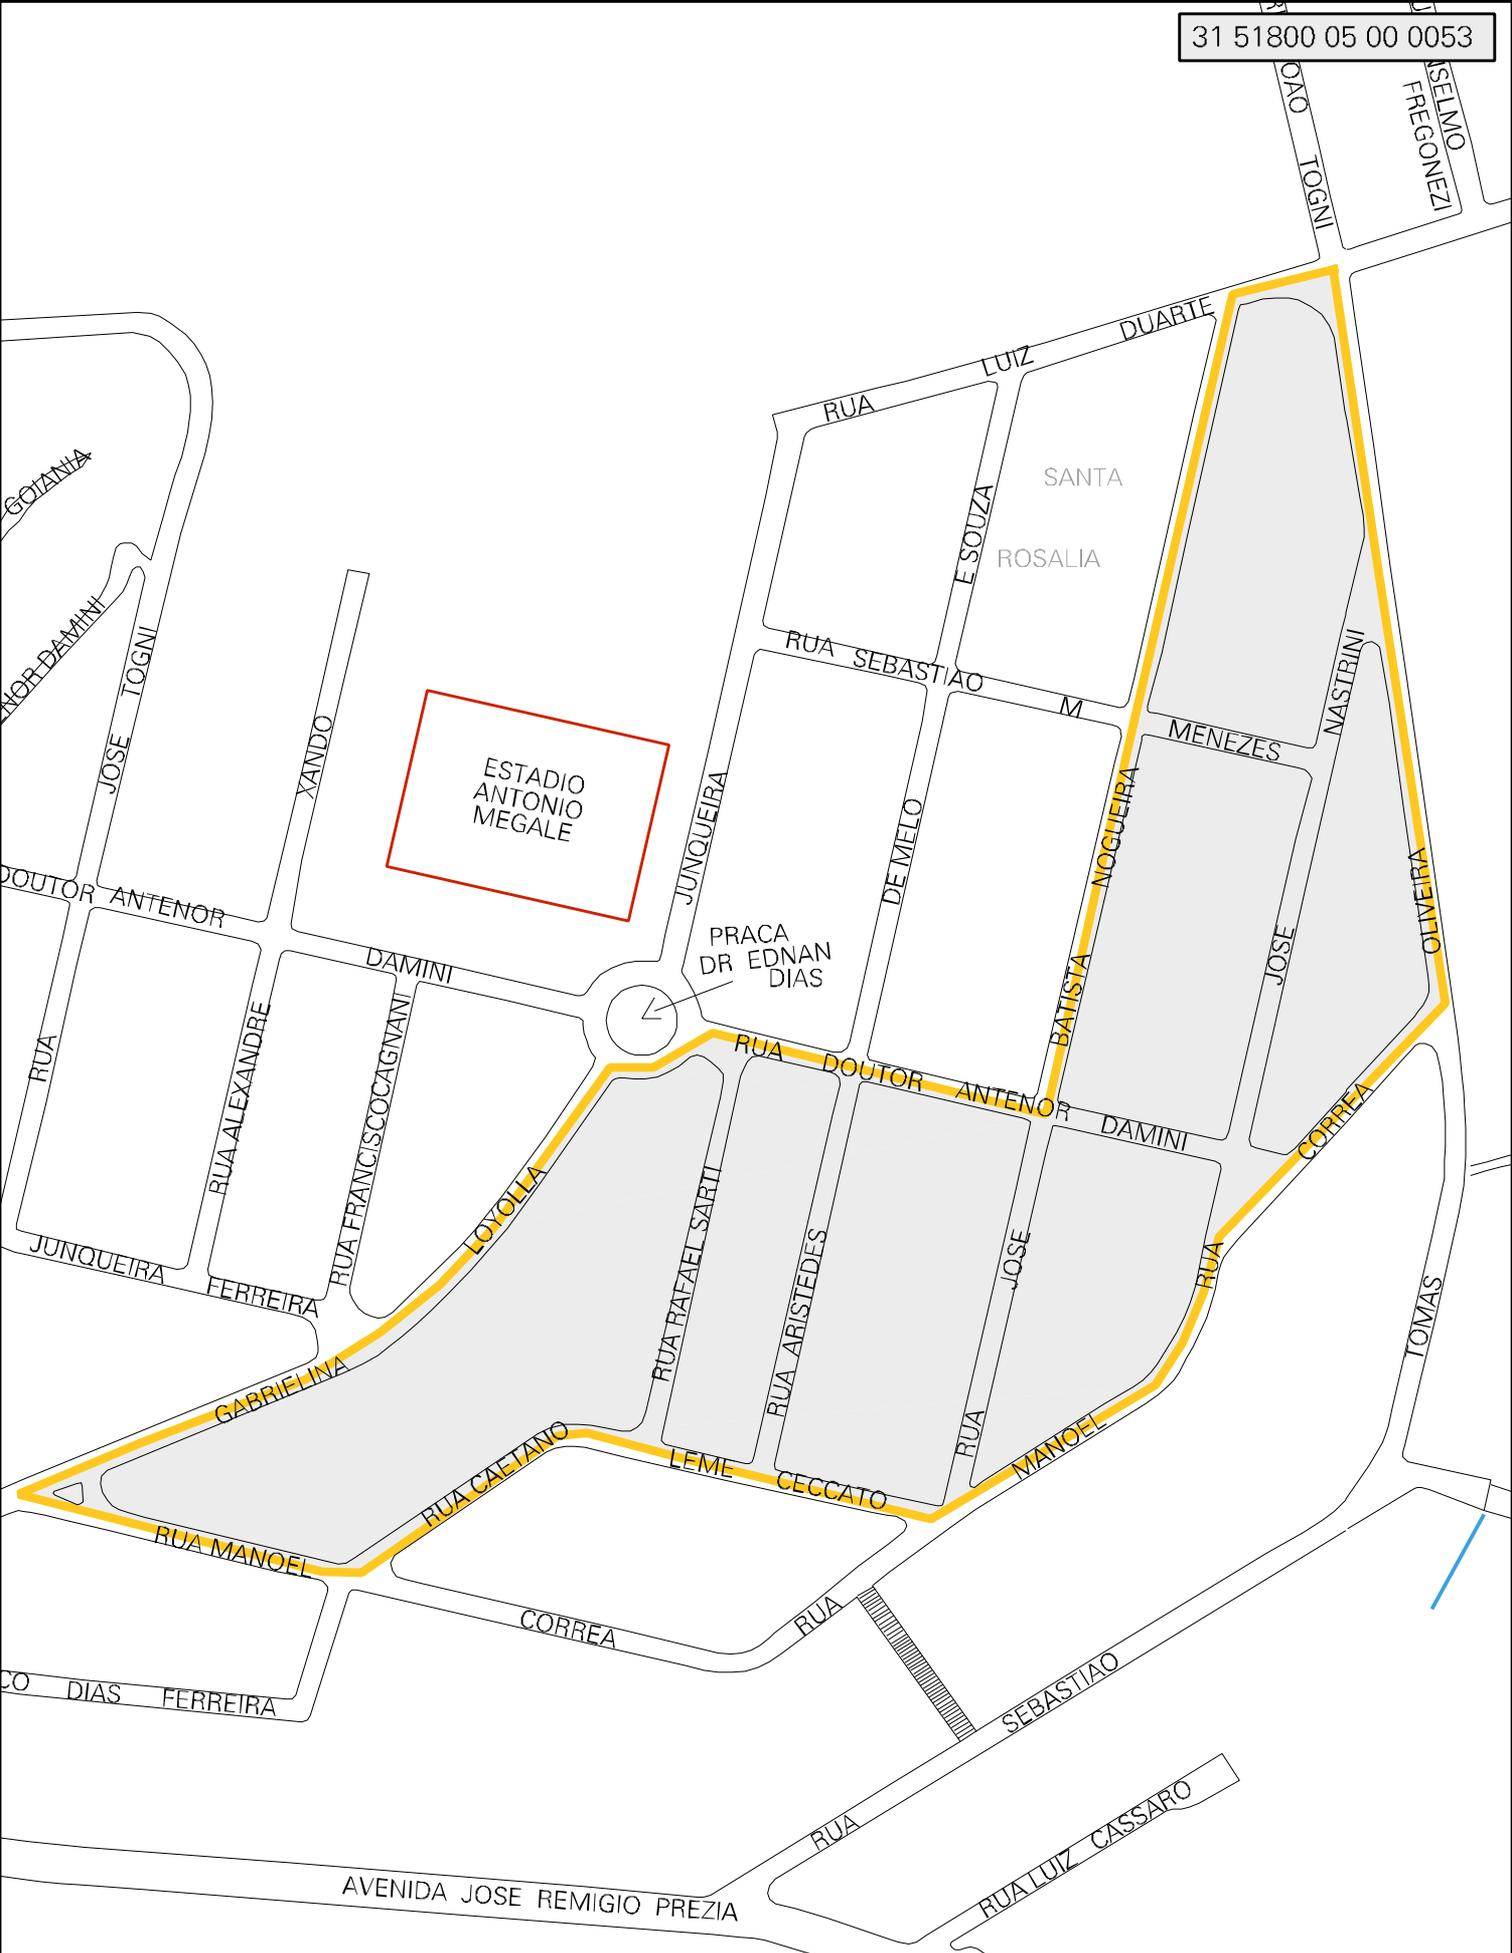 31 51800 05 00 0053
OAO TOGNI
NSELMO
FREGONEZI
RUA LUIZ DUARTE
SANTA
ROSALIA
E SOUZA
DE MELO
GOIANIA
NOR DAMINI
JOSE TOGNI
XANDO
RUA SEBASTIAO M MENEZES
NASTRINI
JOSE
ESTADIO
ANTONIO
MEGALE
JUNQUEIRA
NOGUEIRA
BATISTA
OLIVEIRA
DOUTOR ANTENOR DAMINI
PRACA
DR EDNAN
DIAS
RUA
RUA ALEXANDRE
RUA FRANCISCOCAGNANI
RUA DOUTOR ANTENOR DAMINI
CORREA
LOYOLLA
RUA RAFAEL SARTI
RUA ARISTEDES
JOSE
RUA
RUA
JUNQUEIRA FERREIRA
TOMAS
GABRIELINA
MANOEL
RUA CAETANO LEME CECCATO
RUA MANOEL
CORREA
RUA
CO DIAS FERREIRA
SEBASTIAO
RUA
RUA LUIZ CASSARO
AVENIDA JOSE REMIGIO PREZIA